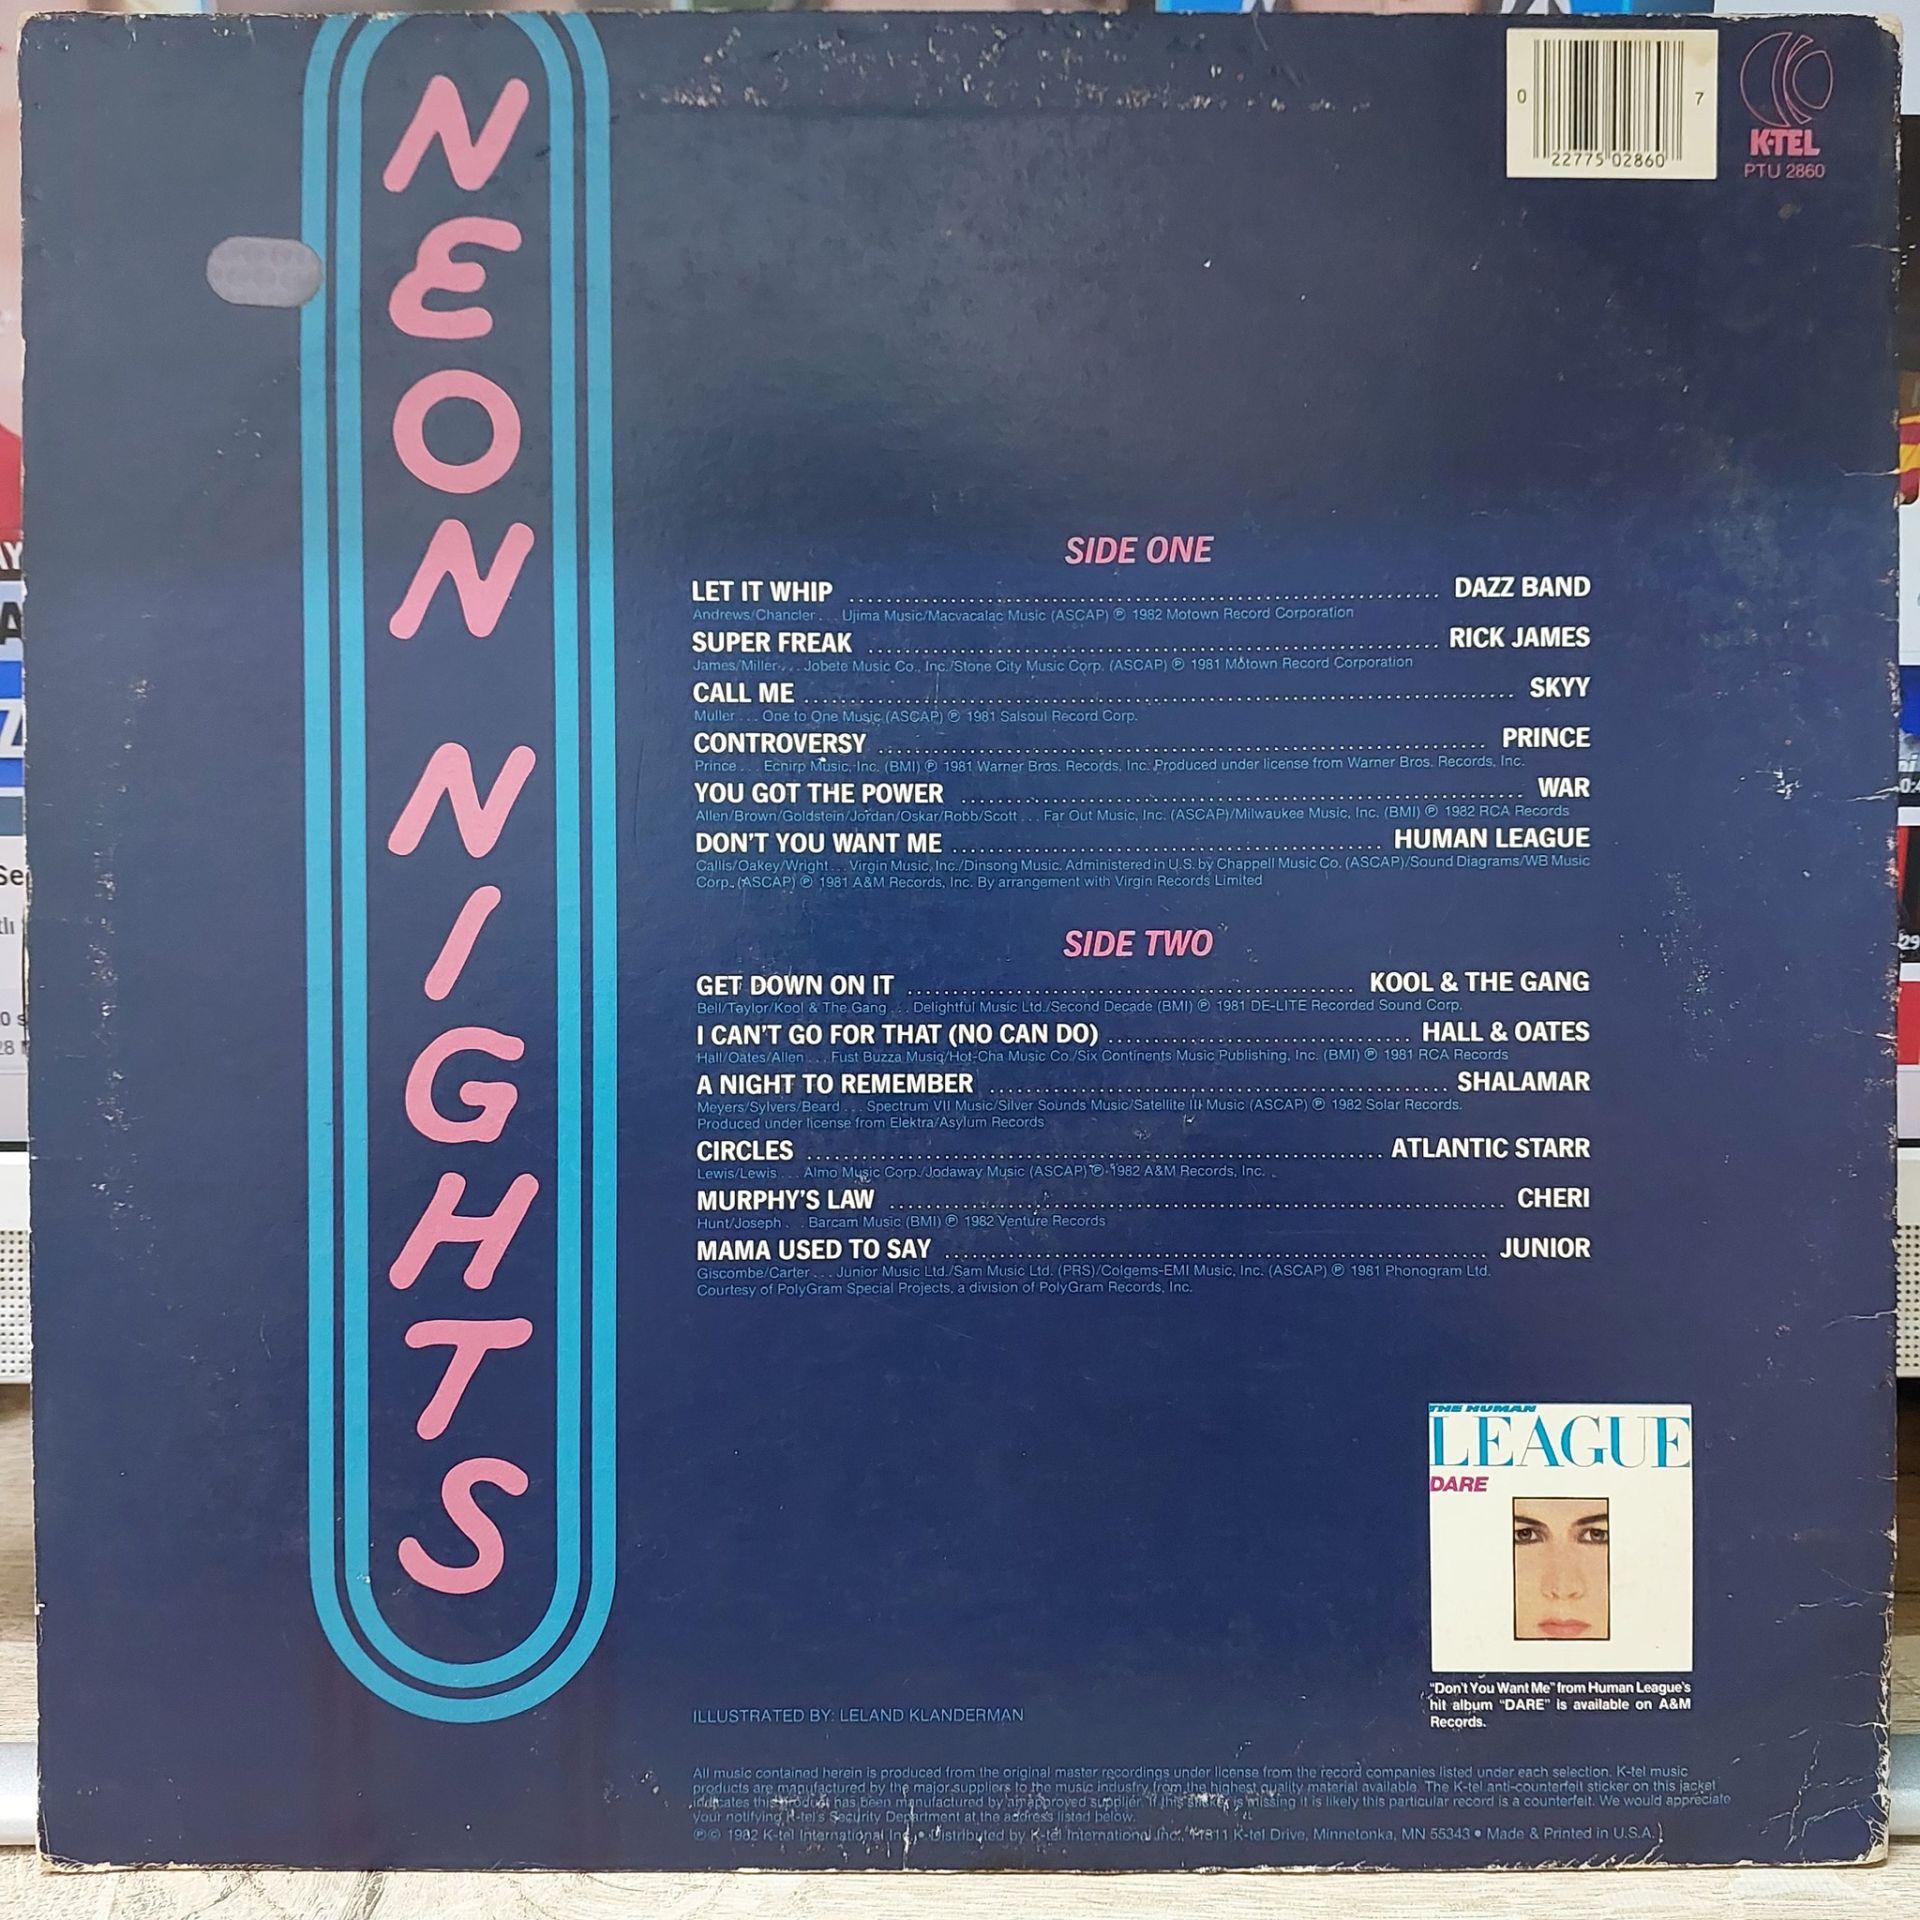 NEON NIGHTS
0 22775 02860 7
K-TEL
PTU 2860
SIDE ONE
LET IT WHIP ........ DAZZ BAND
Andrews/Chancler . . . Ujima Music/Macvacalac Music (ASCAP) ℗ 1982 Motown Record Corporation
SUPER FREAK ........ RICK JAMES
James/Miller . . . Jobete Music Co., Inc./Stone City Music Corp. (ASCAP) ℗ 1981 Motown Record Corporation
CALL ME ........ SKYY
Muller . . . One to One Music (ASCAP) ℗ 1981 Salsoul Record Corp.
CONTROVERSY ........ PRINCE
Prince . . . Ecnirp Music, Inc. (BMI) ℗ 1981 Warner Bros. Records, Inc. Produced under license from Warner Bros. Records, Inc.
YOU GOT THE POWER ........ WAR
Allen/Brown/Goldstein/Jordan/Oskar/Robb/Scott . . . Far Out Music, Inc. (ASCAP)/Milwaukee Music, Inc. (BMI) ℗ 1982 RCA Records
DON'T YOU WANT ME ........ HUMAN LEAGUE
Callis/Oakey/Wright . . . Virgin Music, Inc./Dinsong Music. Administered in U.S. by Chappell Music Co. (ASCAP)/Sound Diagrams/WB Music
Corp. (ASCAP) ℗ 1981 A&M Records, Inc. By arrangement with Virgin Records Limited
SIDE TWO
GET DOWN ON IT ........ KOOL & THE GANG
Bell/Taylor/Kool & The Gang . . . Delightful Music Ltd./Second Decade (BMI) ℗ 1981 DE-LITE Recorded Sound Corp.
I CAN'T GO FOR THAT (NO CAN DO) ........ HALL & OATES
Hall/Oates/Allen . . . Fust Buzza Music/Hot-Cha Music Co./Six Continents Music Publishing, Inc. (BMI) ℗ 1981 RCA Records
A NIGHT TO REMEMBER ........ SHALAMAR
Meyers/Sylvers/Beard . . . Spectrum VII Music/Silver Sounds Music/Satellite III Music (ASCAP) ℗ 1982 Solar Records.
Produced under license from Elektra/Asylum Records
CIRCLES ........ ATLANTIC STARR
Lewis/Lewis . . . Almo Music Corp./Jodaway Music (ASCAP) ℗ 1982 A&M Records, Inc.
MURPHY'S LAW ........ CHERI
Hunt/Joseph . . . Barcam Music (BMI) ℗ 1982 Venture Records
MAMA USED TO SAY ........ JUNIOR
Giscombe/Carter . . . Junior Music Ltd./Sam Music Ltd. (PRS)/Colgems-EMI Music, Inc. (ASCAP) ℗ 1981 Phonogram Ltd.
Courtesy of PolyGram Special Projects, a division of PolyGram Records, Inc.
THE HUMAN
LEAGUE
DARE
"Don't You Want Me" from Human League's
hit album "DARE" is available on A&M
Records.
ILLUSTRATED BY: LELAND KLANDERMAN
All music contained herein is produced from the original master recordings under license from the record companies listed under each selection. K-tel music
products are manufactured by the major suppliers to the music industry from the highest quality material available. The K-tel anti-counterfeit sticker on this jacket
indicates this product has been manufactured by an approved supplier. If this sticker is missing it is likely this particular record is a counterfeit. We would appreciate
your notifying K-tel's Security Department at the address listed below.
℗© 1982 K-tel International Inc. • Distributed by K-tel International Inc., 11311 K-tel Drive, Minnetonka, MN 55343 • Made & Printed in U.S.A.